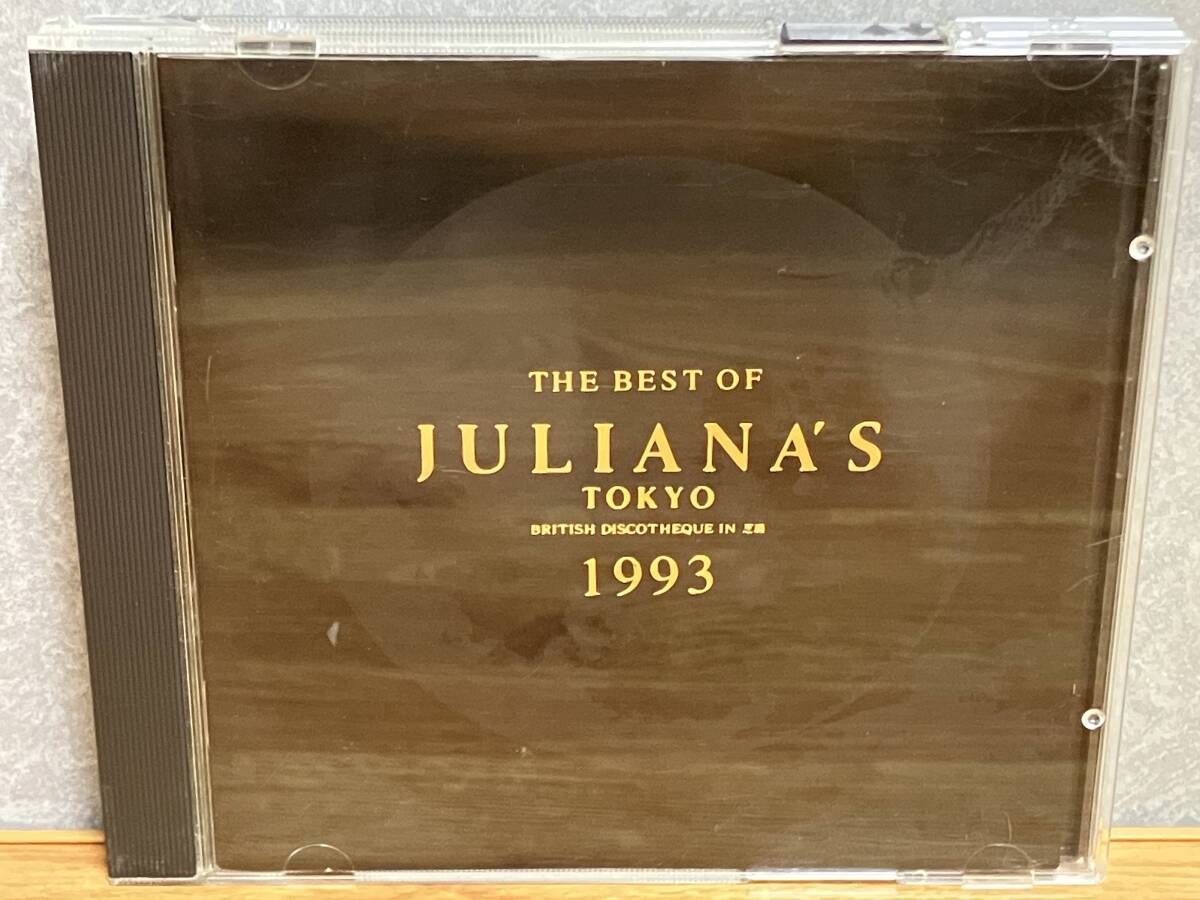 THE BEST OF
JULIANA'S
TOKYO
BRITISH DISCOTHEQUE IN 芝浦
1993